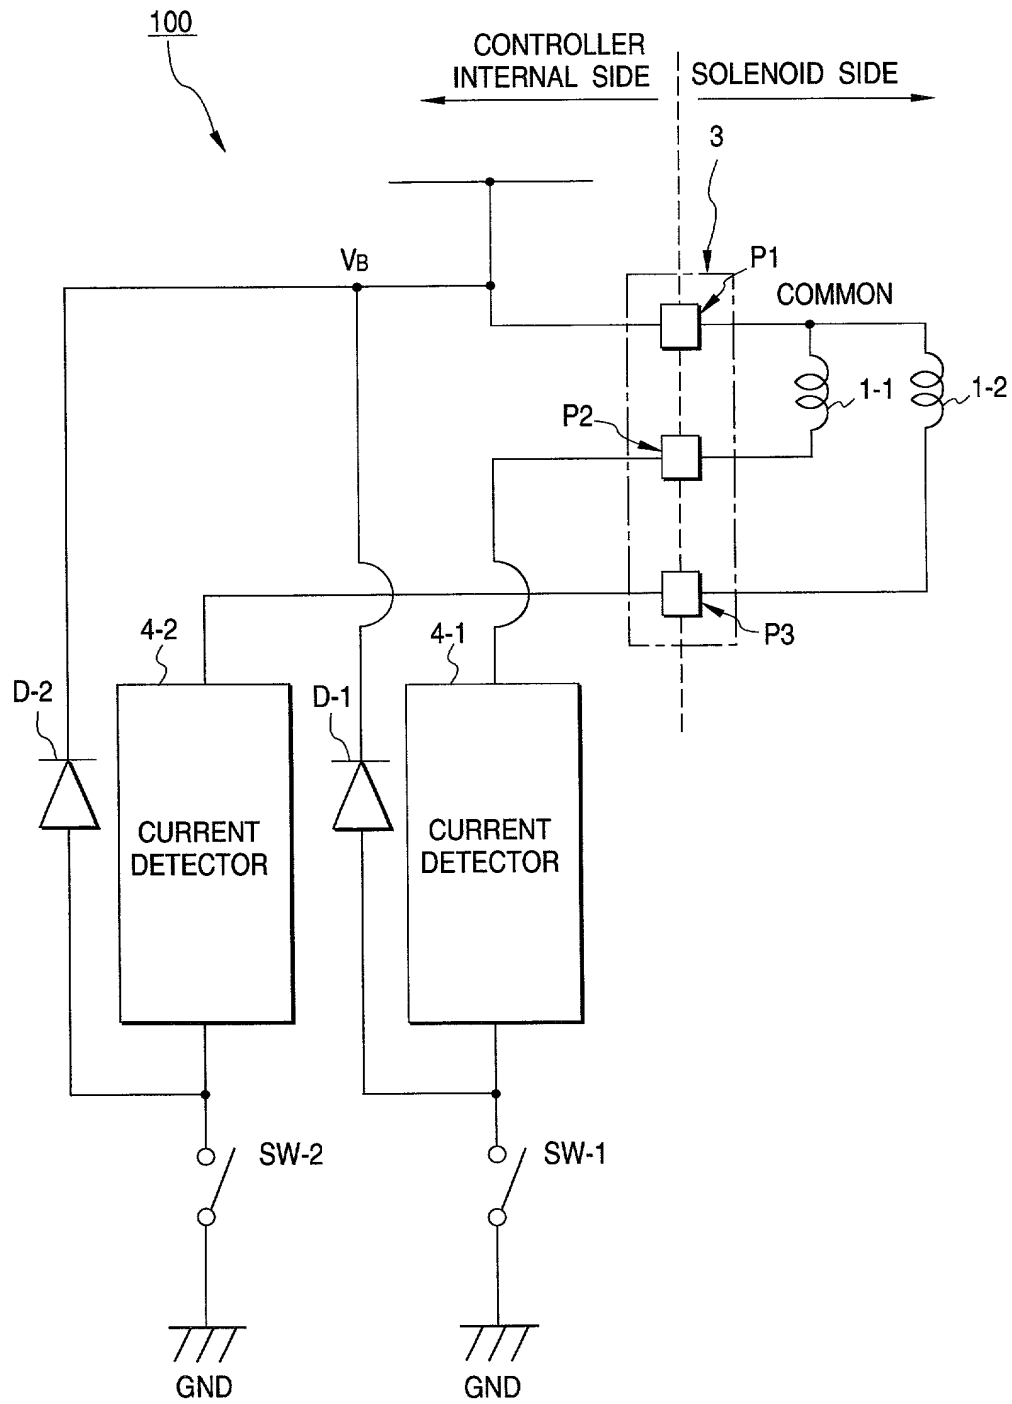 100
CONTROLLER
INTERNAL SIDE
SOLENOID SIDE
3
VB
P1
COMMON
1-1
1-2
P2
P3
4-2
4-1
D-2
D-1
CURRENT
DETECTOR
CURRENT
DETECTOR
SW-2
SW-1
GND
GND